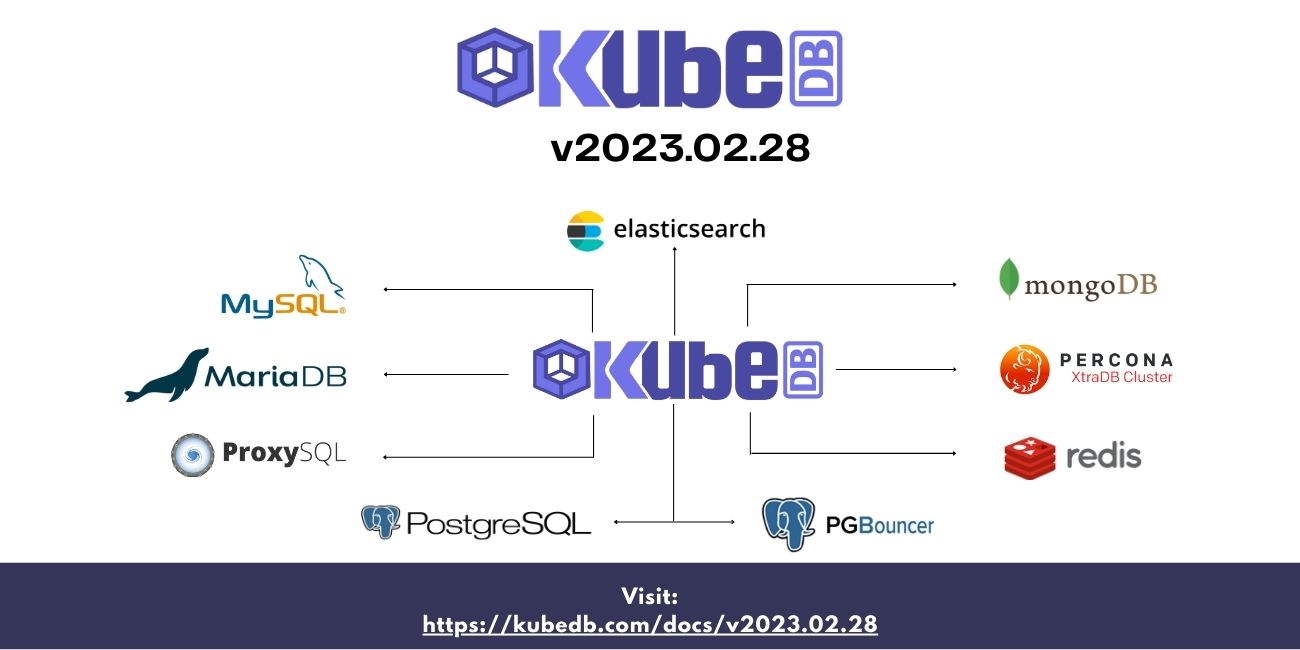 KubeDB
v2023.02.28
elasticsearch
MySQL®
mongoDB
MariaDB
KubeDB
PERCONA
XtraDB Cluster
ProxySQL
redis
PostgreSQL
PGBouncer
Visit:
https://kubedb.com/docs/v2023.02.28